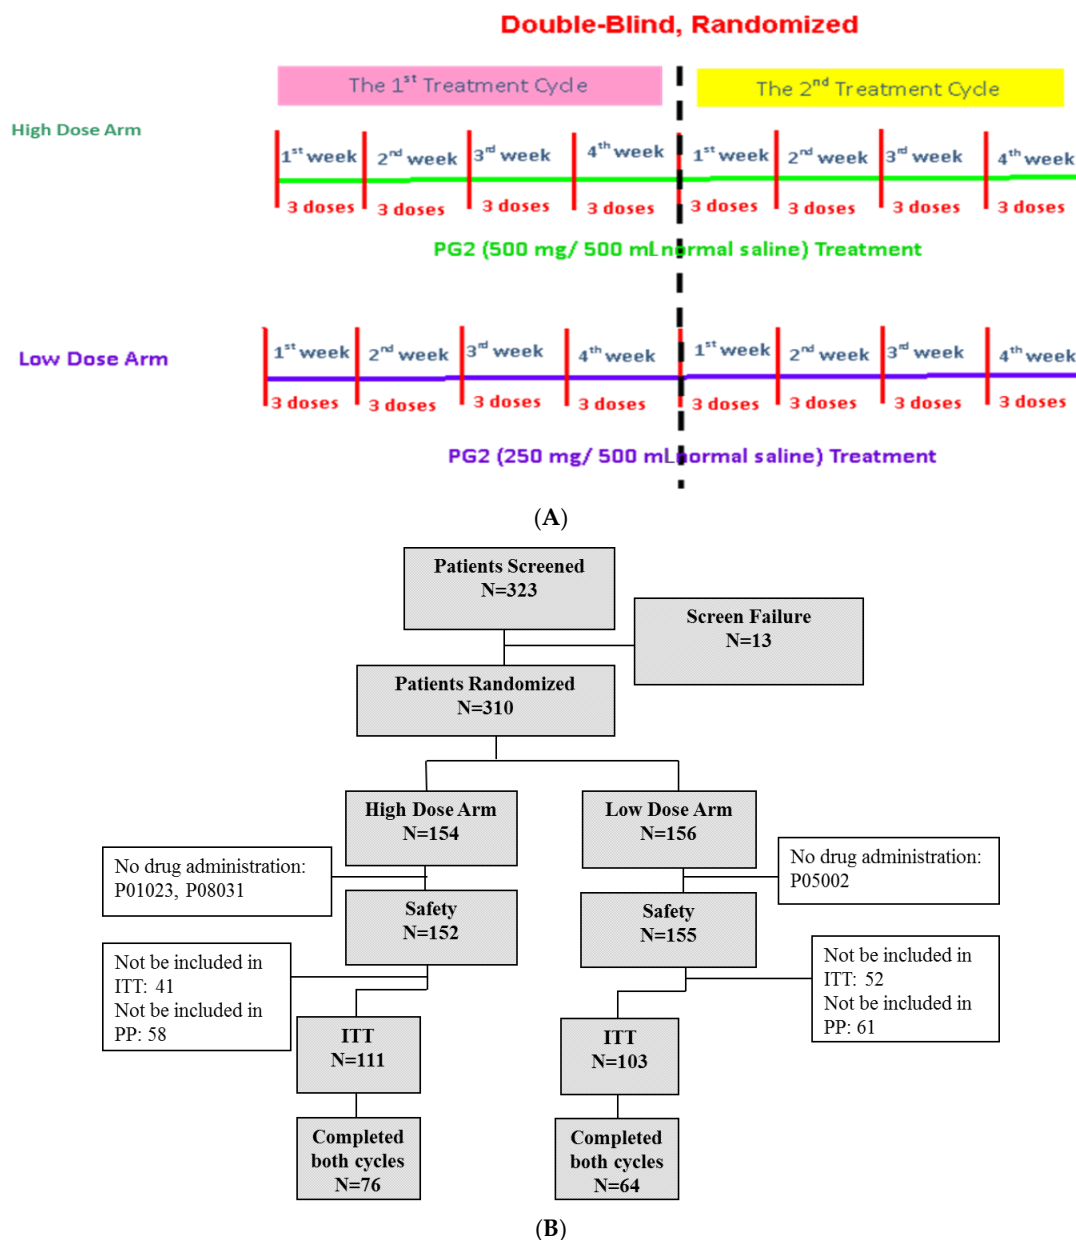 Double-Blind, Randomized
The 1st Treatment Cycle
The 2nd Treatment Cycle
High Dose Arm
1st week 2nd week 3rd week 4th week 1st week 2nd week 3rd week 4th week
3 doses 3 doses 3 doses 3 doses 3 doses 3 doses 3 doses 3 doses
PG2 (500 mg/ 500 mL normal saline) Treatment
Low Dose Arm
1st week 2nd week 3rd week 4th week 1st week 2nd week 3rd week 4th week
3 doses 3 doses 3 doses 3 doses 3 doses 3 doses 3 doses 3 doses
PG2 (250 mg/ 500 mL normal saline) Treatment
(A)
Patients Screened
N=323
Screen Failure
N=13
Patients Randomized
N=310
High Dose Arm
N=154
Low Dose Arm
N=156
No drug administration:
P01023, P08031
No drug administration:
P05002
Safety
N=152
Safety
N=155
Not be included in
ITT: 41
Not be included in
PP: 58
Not be included in
ITT: 52
Not be included in
PP: 61
ITT
N=111
ITT
N=103
Completed
both cycles
N=76
Completed
both cycles
N=64
(B)